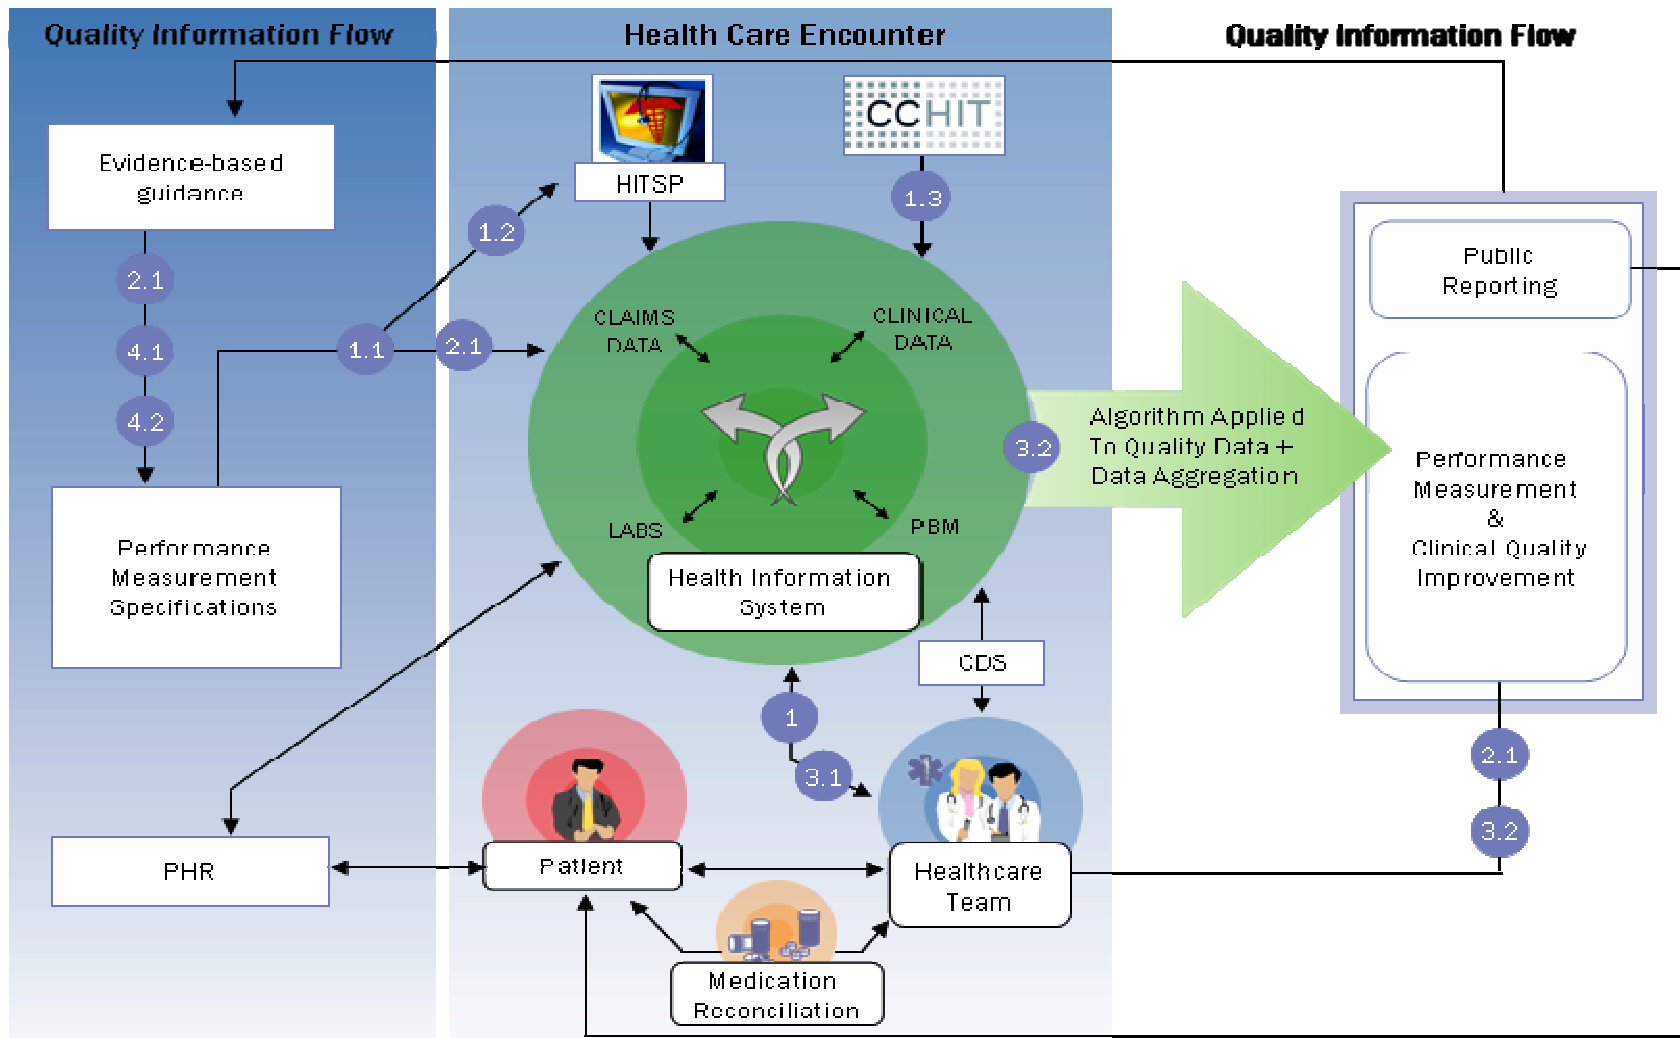 Quality Information Flow
Health Care Encounter
Quality Information Flow
CCHIT
Evidence-based
guidance
HITSP
1.3
1.2
2.1
4.1
4.2
1.1
2.1
CLAIMS
DATA
CLINICAL
DATA
LABS
PBM
Health Information
System
3.2
Algorithm Applied
To Quality Data +
Data Aggregation
Public
Reporting
Performance
Measurement
&
Clinical Quality
Improvement
Performance
Measurement
Specifications
CDS
1
3.1
2.1
3.2
PHR
Patient
Healthcare
Team
Medication
Reconciliation